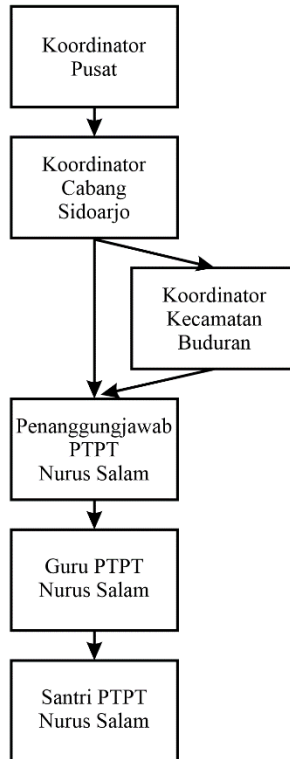 Koordinator
Pusat
Koordinator
Cabang
Sidoarjo
Koordinator
Kecamatan
Buduran
Penanggungjawab
PTPT
Nurus Salam
Guru PTPT
Nurus Salam
Santri PTPT
Nurus Salam